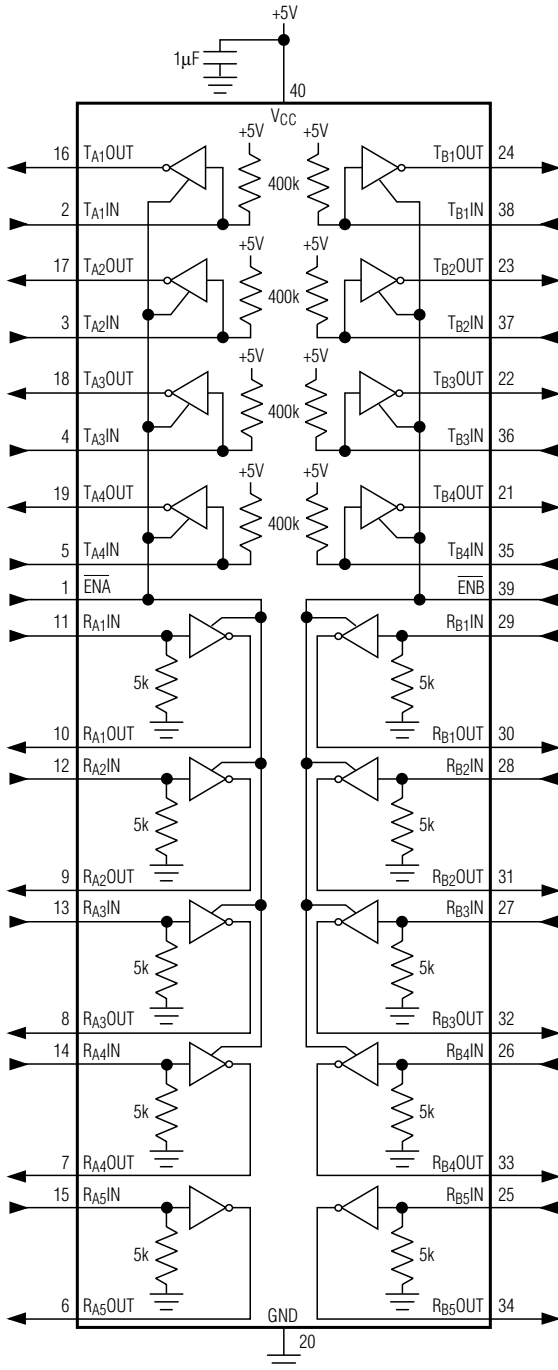 +5V
1µF
40
VCC
16 TA1OUT +5V +5V TB1OUT 24
400k
2 TA1IN TB1IN 38
17 TA2OUT +5V +5V TB2OUT 23
400k
3 TA2IN TB2IN 37
18 TA3OUT +5V +5V TB3OUT 22
400k
4 TA3IN TB3IN 36
19 TA4OUT +5V +5V TB4OUT 21
400k
5 TA4IN TB4IN 35
1 E̅N̅A̅ E̅N̅B̅ 39
11 RA1IN RB1IN 29
5k 5k
10 RA1OUT RB1OUT 30
12 RA2IN RB2IN 28
5k 5k
9 RA2OUT RB2OUT 31
13 RA3IN RB3IN 27
5k 5k
8 RA3OUT RB3OUT 32
14 RA4IN RB4IN 26
5k 5k
7 RA4OUT RB4OUT 33
15 RA5IN RB5IN 25
5k 5k
6 RA5OUT RB5OUT 34
GND
20